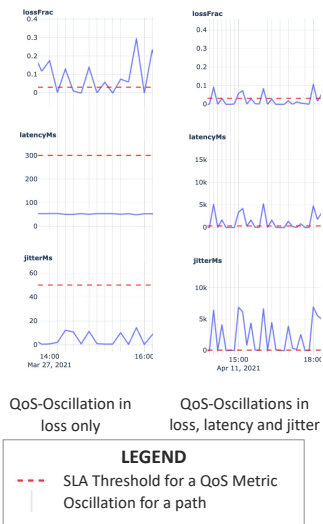 lossFrac
0.4
0.3
0.2
0.1
0
latencyMs
300
200
100
0
jitterMs
60
40
20
0
14:00
Mar 27, 2021
16:00
lossFrac
0.4
0.3
0.2
0.1
0
latencyMs
15k
10k
5k
0
jitterMs
10k
5k
0
15:00
Apr 11, 2021
18:00
QoS-Oscillation in
loss only
QoS-Oscillations in
loss, latency and jitter
LEGEND
SLA Threshold for a QoS Metric
Oscillation for a path